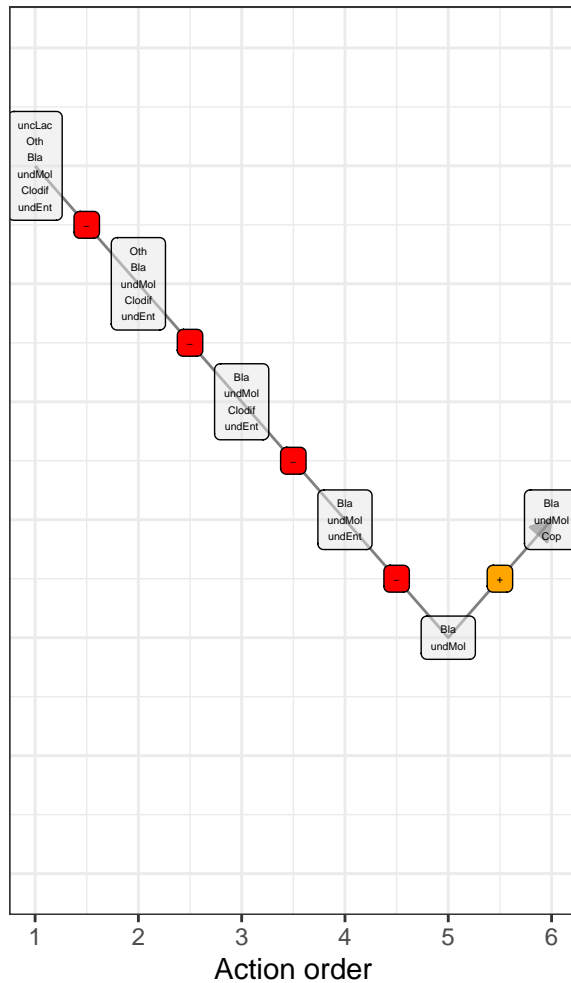 uncLac
Oth
Bla
undMol
Clodif
undEnt
–
Oth
Bla
undMol
Clodif
undEnt
–
Bla
undMol
Clodif
undEnt
–
Bla
undMol
undEnt
–
Bla
undMol
+
Bla
undMol
Cop
1 2 3 4 5 6
Action order